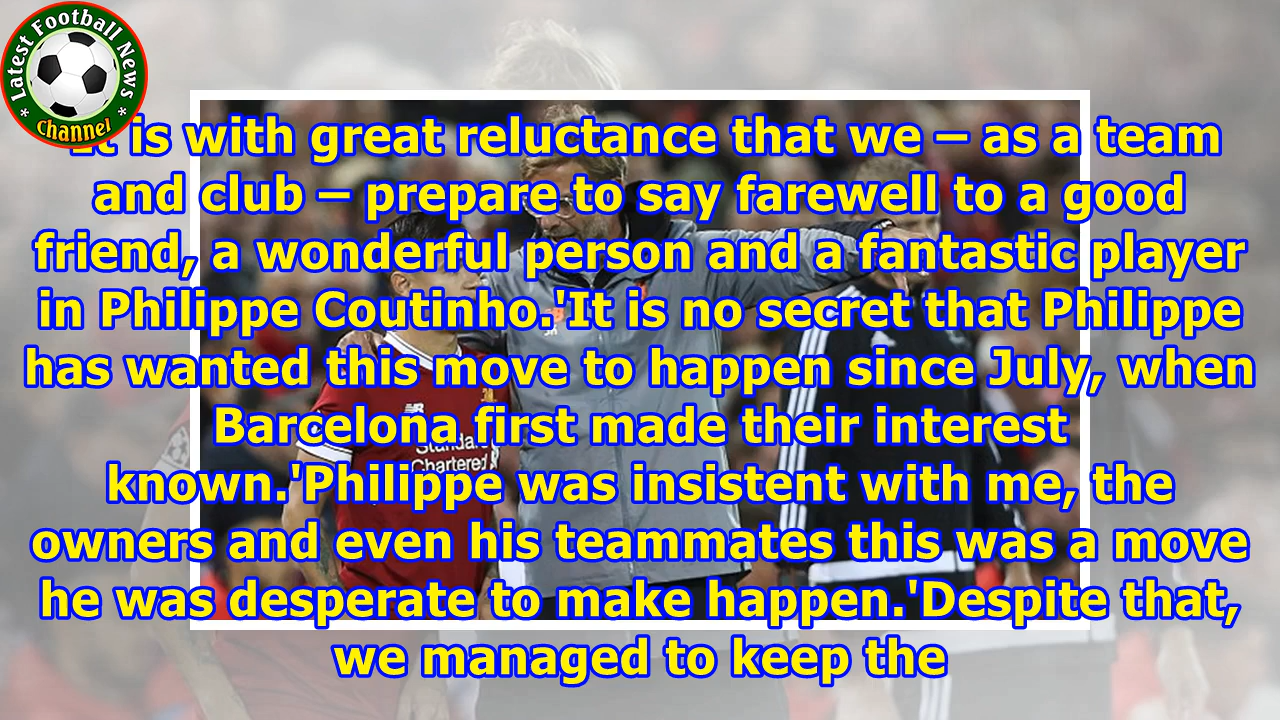 Latest Football News
Channel
It is with great reluctance that we – as a team
and club – prepare to say farewell to a good
friend, a wonderful person and a fantastic player
in Philippe Coutinho.'It is no secret that Philippe
has wanted this move to happen since July, when
Barcelona first made their interest
known.'Philippe was insistent with me, the
owners and even his teammates this was a move
he was desperate to make happen.'Despite that,
we managed to keep the
Standard
Chartered